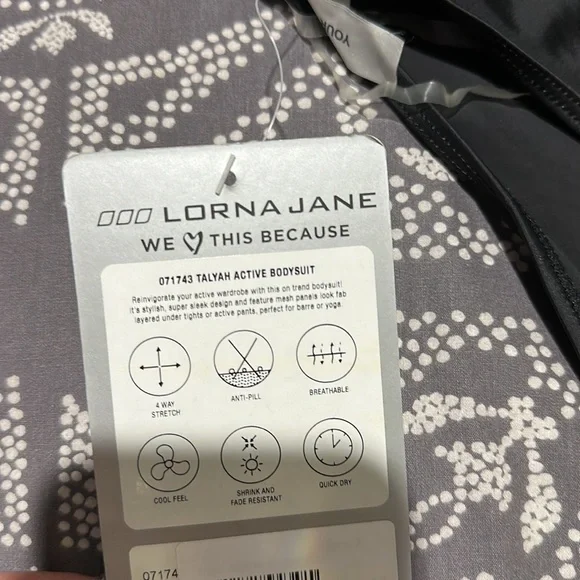 YOU
LORNA JANE
WE THIS BECAUSE
071743 TALYAH ACTIVE BODYSUIT
Reinvigorate your active wardrobe with this on trend bodysuit!
It's stylish, super sleek design and feature mesh panels look fab
layered under tights or active pants, perfect for barre or yoga
4 WAY
STRETCH
ANTI-PILL
BREATHABLE
COOL FEEL
SHRINK AND
FADE RESISTANT
QUICK DRY
07174